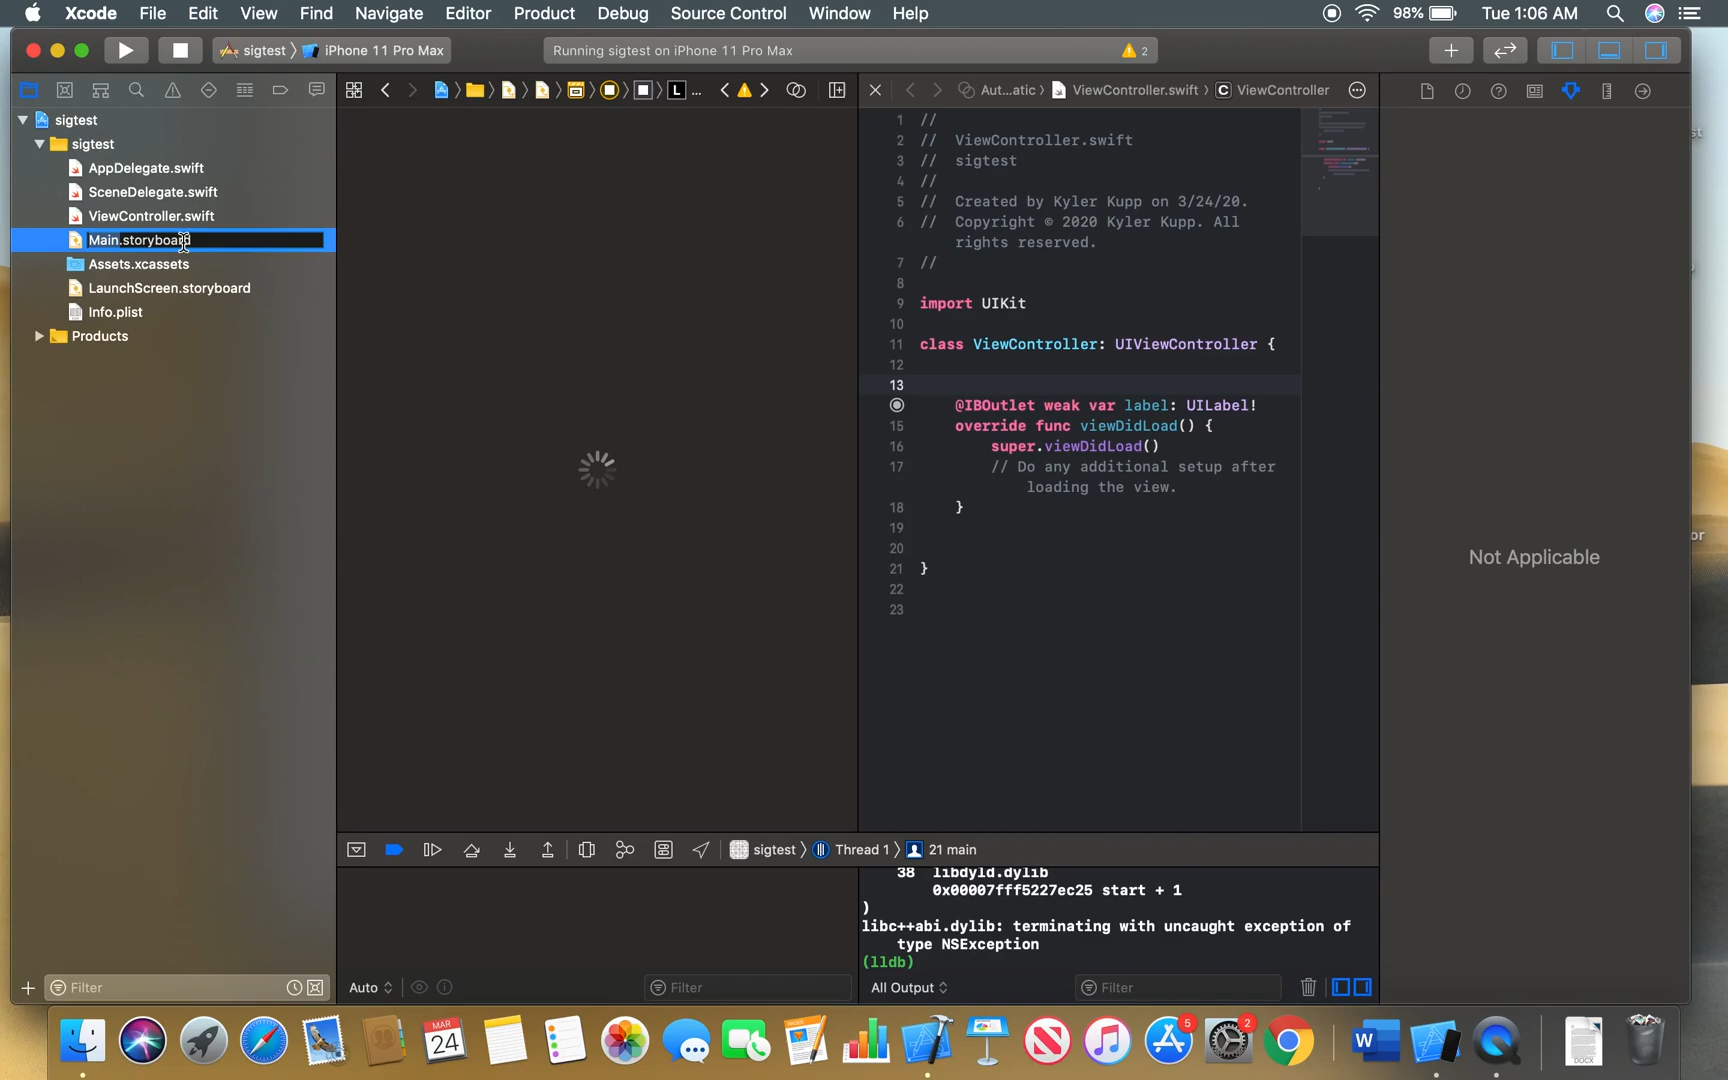 Xcode File Edit View Find Navigate Editor Product Debug Source Control Window Help 98% Tue 1:06 AM
sigtest iPhone 11 Pro Max Running sigtest on iPhone 11 Pro Max 2
L ... Aut...atic ViewController.swift C ViewController
sigtest
sigtest
AppDelegate.swift
SceneDelegate.swift
ViewController.swift
Main.storyboard
Assets.xcassets
LaunchScreen.storyboard
Info.plist
Products
Filter
1 //
2 // ViewController.swift
3 // sigtest
4 //
5 // Created by Kyler Kupp on 3/24/20.
6 // Copyright © 2020 Kyler Kupp. All
rights reserved.
7 //
8
9 import UIKit
10
11 class ViewController: UIViewController {
12
13
@IBOutlet weak var label: UILabel!
15 override func viewDidLoad() {
16 super.viewDidLoad()
17 // Do any additional setup after
loading the view.
18 }
19
20
21 }
22
23
Not Applicable
sigtest Thread 1 21 main
38 libdyld.dylib
0x00007fff5227ec25 start + 1
)
libc++abi.dylib: terminating with uncaught exception of
type NSException
(lldb)
Auto Filter All Output Filter
MAR
24
5
2
W
DOCX
st
or